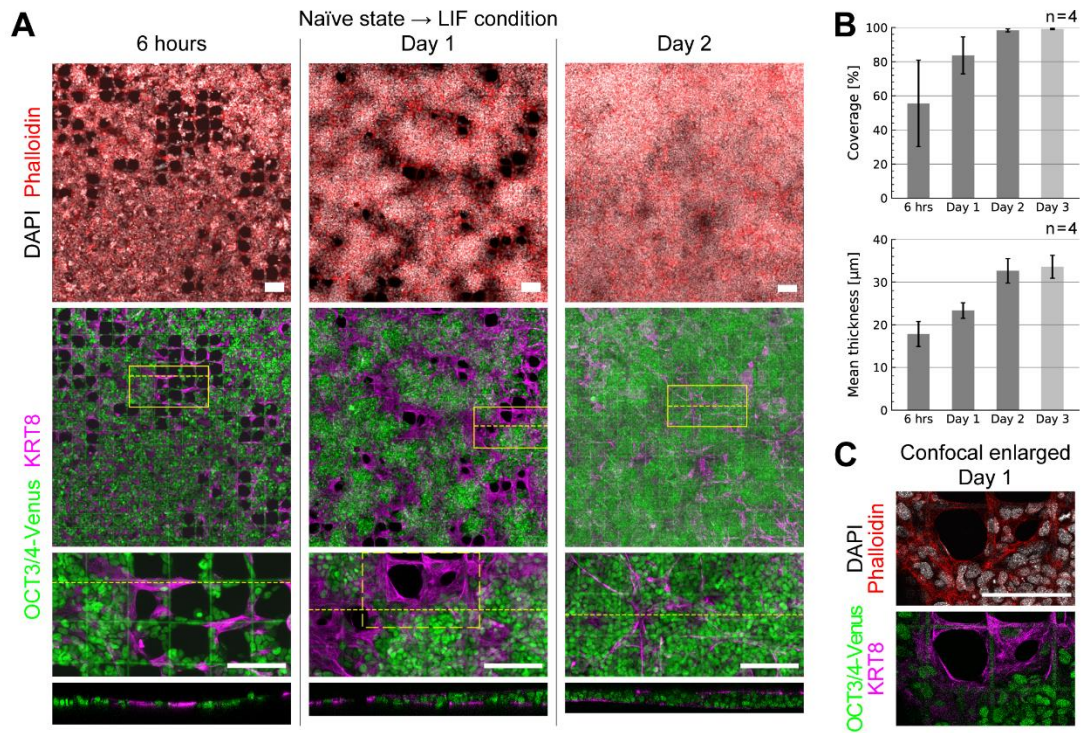 A
Naïve state → LIF condition
6 hours
Day 1
Day 2
DAPI Phalloidin
OCT3/4-Venus KRT8
B
n=4
100
80
60
40
20
0
Coverage [%]
6 hrs
Day 1
Day 2
Day 3
n=4
40
30
20
10
0
Mean thickness [μm]
6 hrs
Day 1
Day 2
Day 3
C
Confocal enlarged
Day 1
DAPI
Phalloidin
OCT3/4-Venus
KRT8